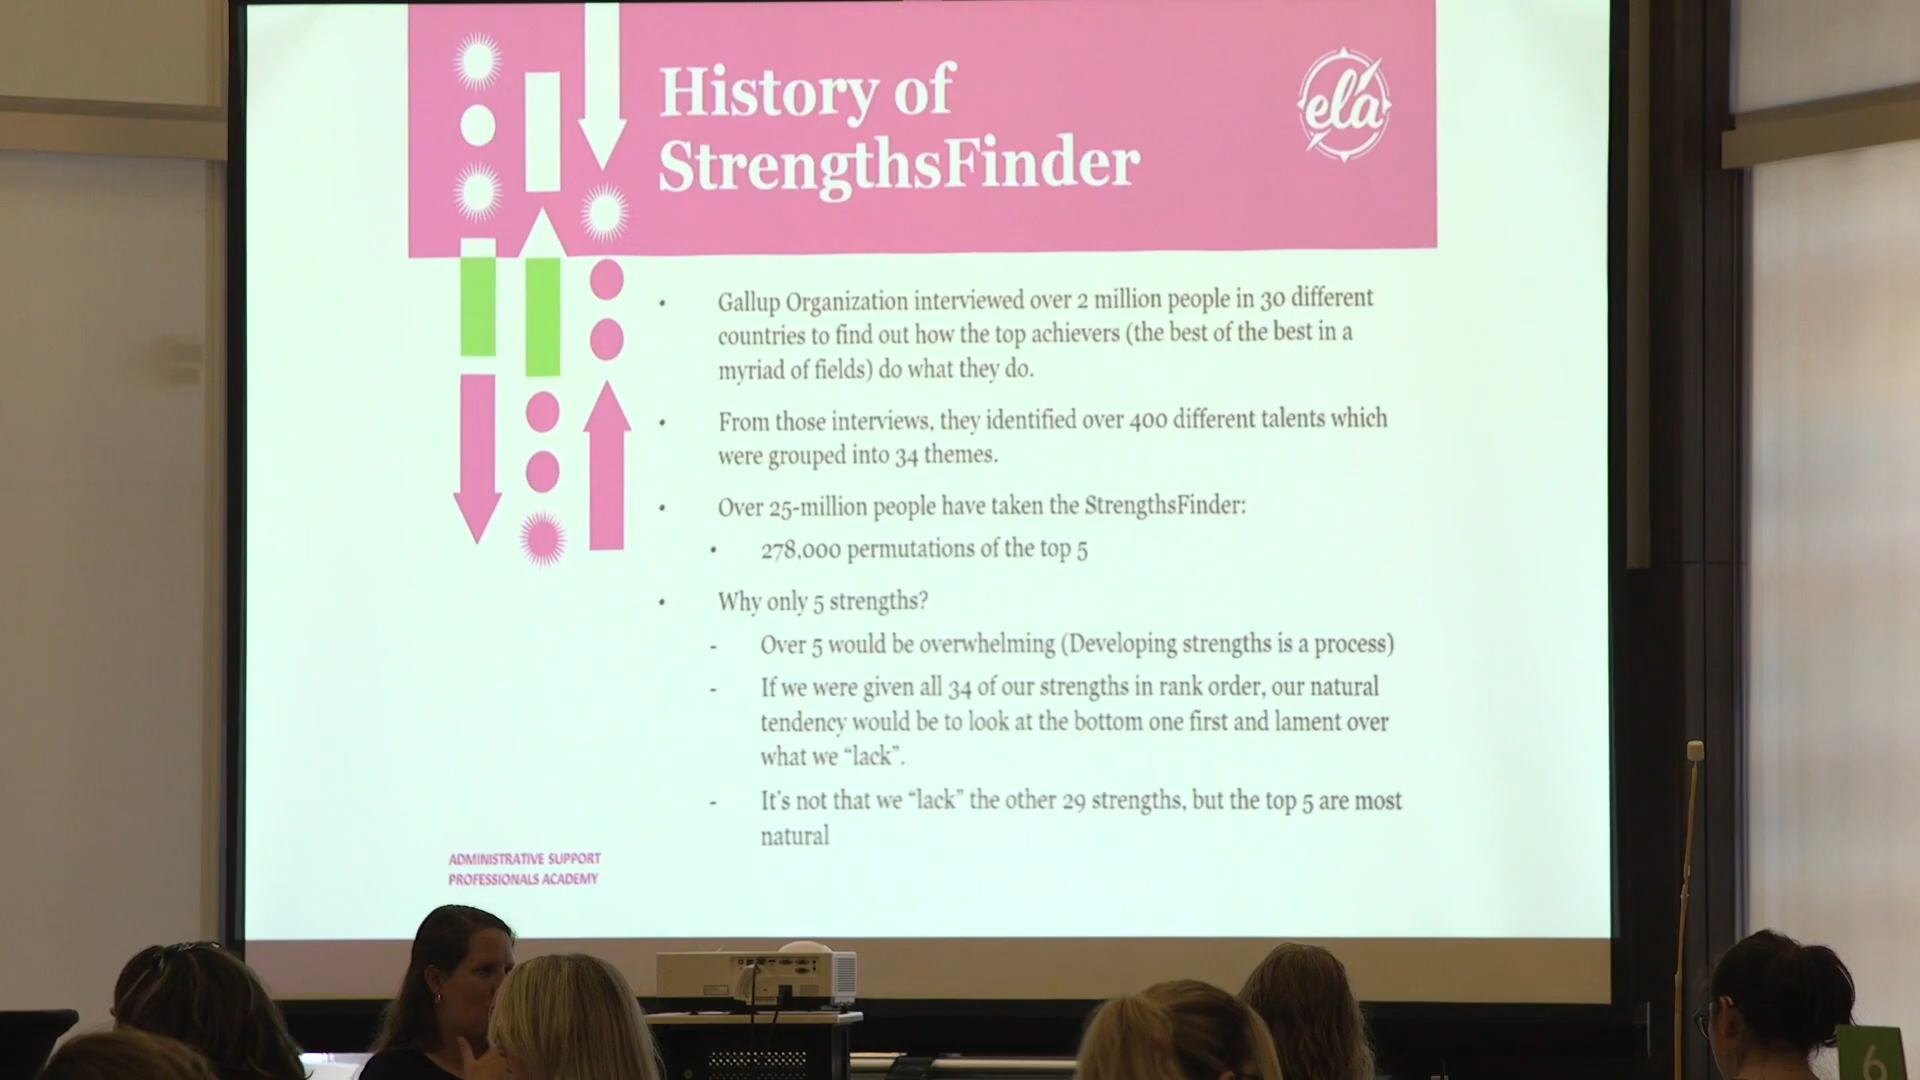 History of
StrengthsFinder
ela
• Gallup Organization interviewed over 2 million people in 30 different
countries to find out how the top achievers (the best of the best in a
myriad of fields) do what they do.
• From those interviews, they identified over 400 different talents which
were grouped into 34 themes.
• Over 25-million people have taken the StrengthsFinder:
• 278,000 permutations of the top 5
• Why only 5 strengths?
- Over 5 would be overwhelming (Developing strengths is a process)
- If we were given all 34 of our strengths in rank order, our natural
tendency would be to look at the bottom one first and lament over
what we “lack”.
- It’s not that we “lack” the other 29 strengths, but the top 5 are most
natural
ADMINISTRATIVE SUPPORT
PROFESSIONALS ACADEMY
6